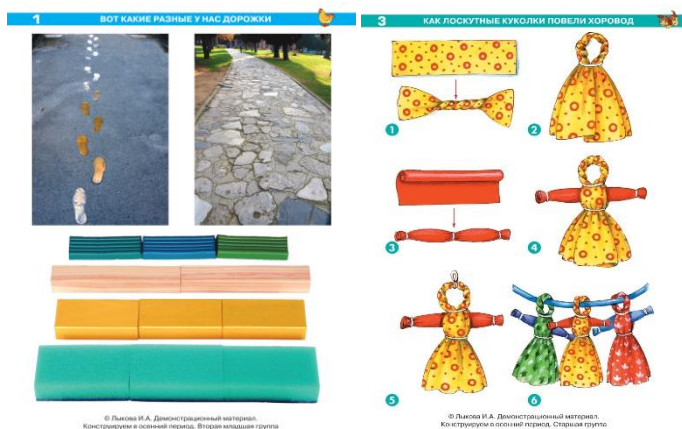 1 ВОТ КАКИЕ РАЗНЫЕ У НАС ДОРОЖКИ
© Лыкова И.А. Демонстрационный материал.
Конструируем в осенний период. Вторая младшая группа
3 КАК ЛОСКУТНЫЕ КУКОЛКИ ПОВЕЛИ ХОРОВОД
1
2
3
4
5
6
© Лыкова И.А. Демонстрационный материал.
Конструируем в осенний период. Старшая группа